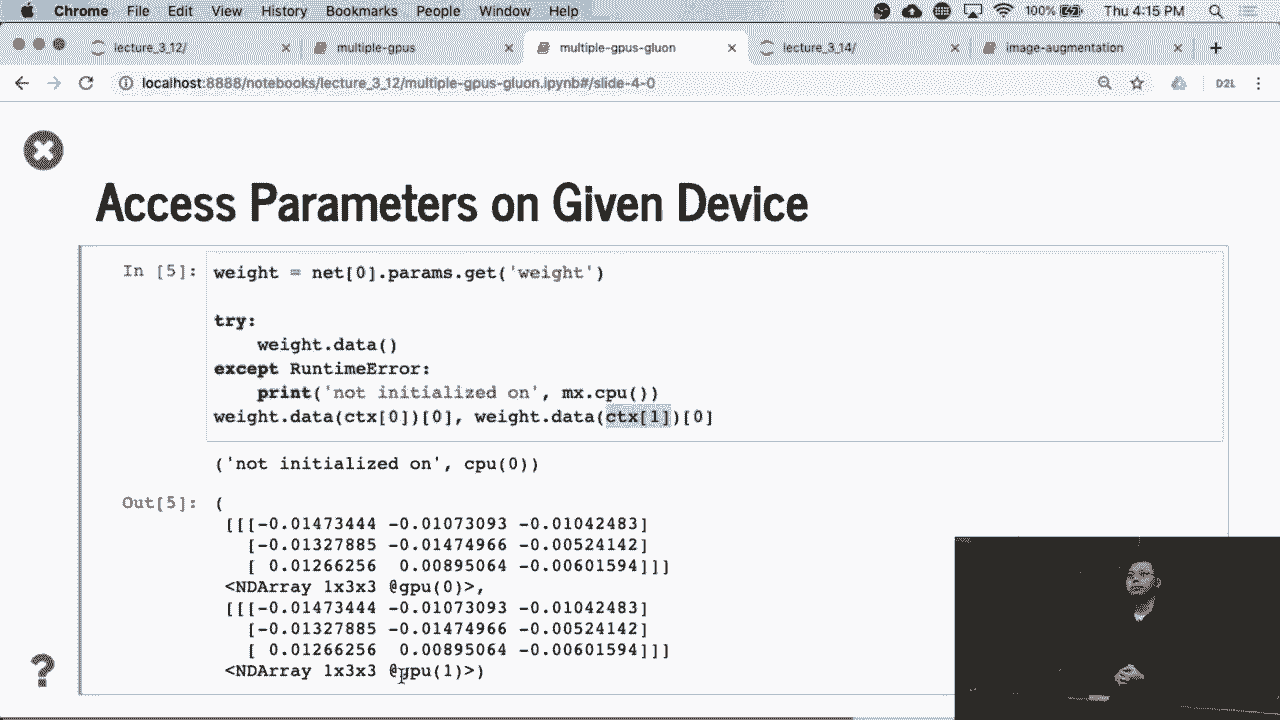 Chrome File Edit View History Bookmarks People Window Help 100% Thu 4:15 PM
lecture_3_12/ multiple-gpus multiple-gpus-gluon lecture_3_14/ image-augmentation
localhost:8888/notebooks/lecture_3_12/multiple-gpus-gluon.ipynb#/slide-4-0 D2L
Access Parameters on Given Device
In [5]: weight = net[0].params.get('weight')
try:
weight.data()
except RuntimeError:
print('not initialized on', mx.cpu())
weight.data(ctx[0])[0], weight.data(ctx[1])[0]
('not initialized on', cpu(0))
Out[5]: (
[[[-0.01473444 -0.01073093 -0.01042483]
[-0.01327885 -0.01474966 -0.00524142]
[ 0.01266256 0.00895064 -0.00601594]]]
<NDArray 1x3x3 @gpu(0)>,
[[[-0.01473444 -0.01073093 -0.01042483]
[-0.01327885 -0.01474966 -0.00524142]
[ 0.01266256 0.00895064 -0.00601594]]]
<NDArray 1x3x3 @gpu(1)>)
?